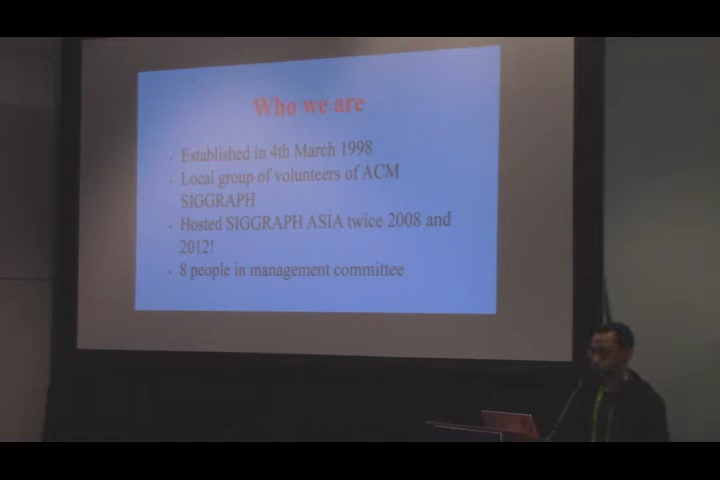 Who we are
Established in 4th March 1998
Local group of volunteers of ACM
SIGGRAPH
Hosted SIGGRAPH ASIA twice 2008 and
2012!
8 people in management committee